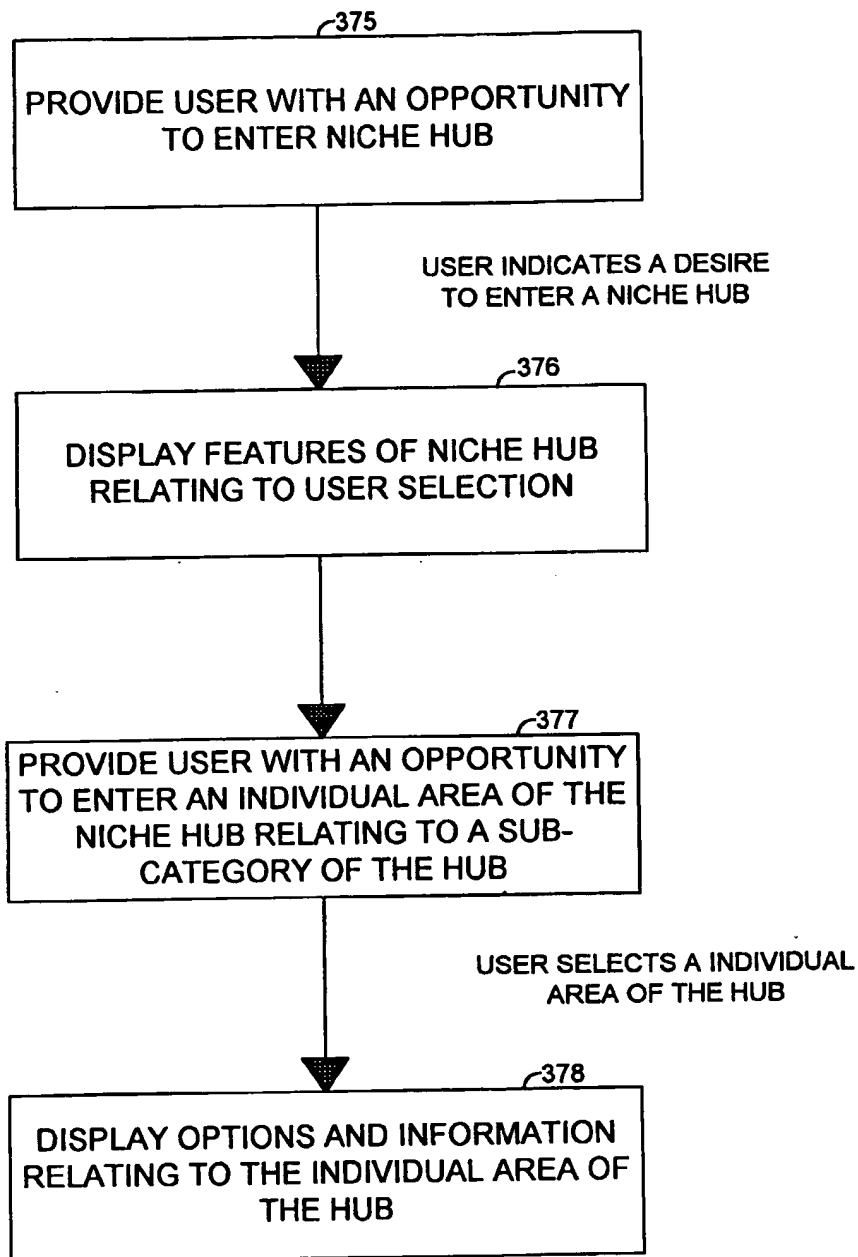 375
PROVIDE USER WITH AN OPPORTUNITY
TO ENTER NICHE HUB
USER INDICATES A DESIRE
TO ENTER A NICHE HUB
376
DISPLAY FEATURES OF NICHE HUB
RELATING TO USER SELECTION
377
PROVIDE USER WITH AN OPPORTUNITY
TO ENTER AN INDIVIDUAL AREA OF THE
NICHE HUB RELATING TO A SUB-
CATEGORY OF THE HUB
USER SELECTS A INDIVIDUAL
AREA OF THE HUB
378
DISPLAY OPTIONS AND INFORMATION
RELATING TO THE INDIVIDUAL AREA OF
THE HUB